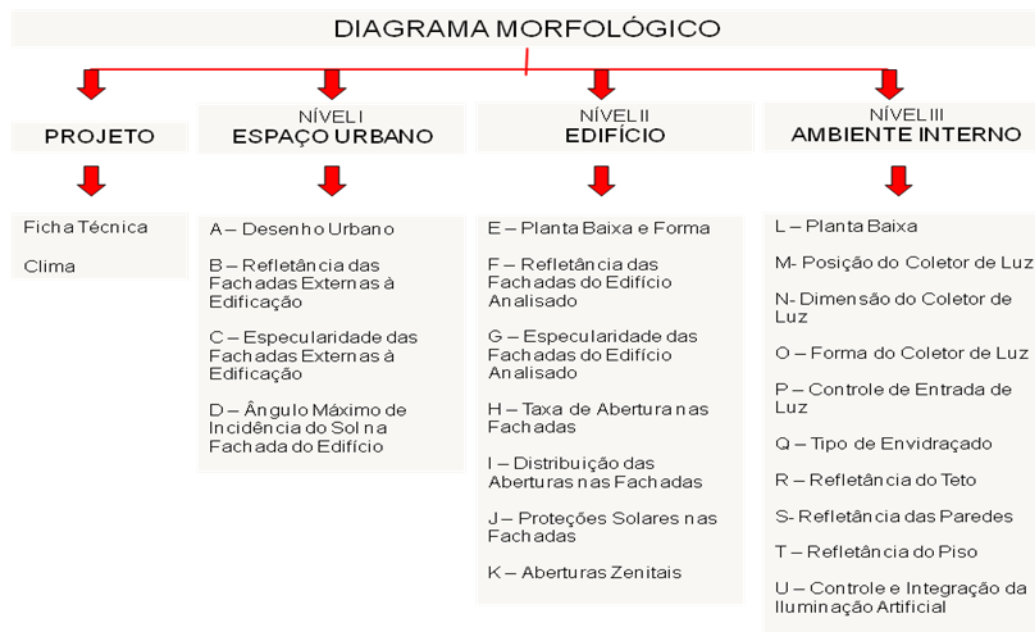 DIAGRAMA MORFOLÓGICO
PROJETO
Ficha Técnica
Clima
NÍVEL I
ESPAÇO URBANO
A – Desenho Urbano
B – Refletância das
Fachadas Externas à
Edificação
C – Especularidade das
Fachadas Externas à
Edificação
D – Ângulo Máximo de
Incidência do Sol na
Fachada do Edifício
NÍVEL II
EDIFÍCIO
E – Planta Baixa e Forma
F – Refletância das
Fachadas do Edifício
Analisado
G – Especularidade das
Fachadas do Edifício
Analisado
H – Taxa de Abertura nas
Fachadas
I – Distribuição das
Aberturas nas Fachadas
J – Proteções Solares nas
Fachadas
K – Aberturas Zenitais
NÍVEL III
AMBIENTE INTERNO
L – Planta Baixa
M- Posição do Coletor de Luz
N- Dimensão do Coletor de
Luz
O – Forma do Coletor de Luz
P – Controle de Entrada de
Luz
Q – Tipo de Envidraçado
R – Refletância do Teto
S- Refletância das Paredes
T – Refletância do Piso
U – Controle e Integração da
Iluminação Artificial